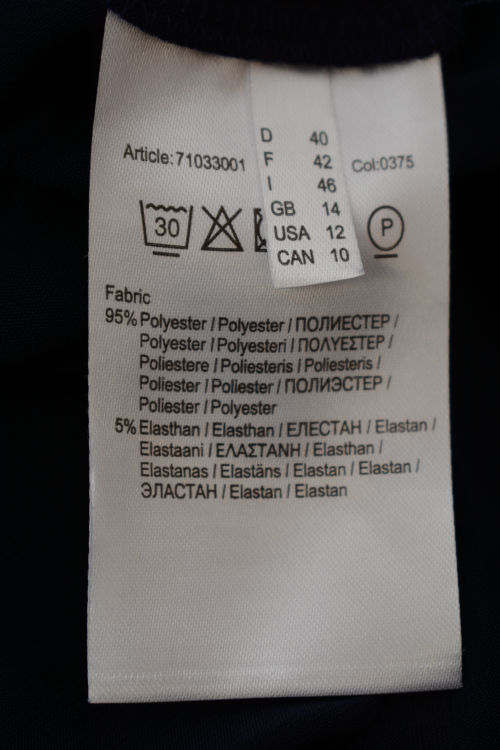 D 40
F 42
I 46
GB 14
USA 12
CAN 10
Article: 71033001
Col:0375
30
P
Fabric
95% Polyester / Polyester / ПОЛИЕСТЕР /
Polyester / Polyesteri / ΠΟΛΥΕΣΤΕΡ /
Poliestere / Poliesteris / Poliesteris /
Poliester / Poliester / ПОЛИЭСТЕР /
Poliester / Polyester
5% Elasthan / Elasthan / ЕЛЕСТАН / Elastan /
Elastaani / ΕΛΑΣΤΑΝΗ / Elasthan /
Elastanas / Elastāns / Elastan / Elastan /
ЭЛАСТАН / Elastan / Elastan